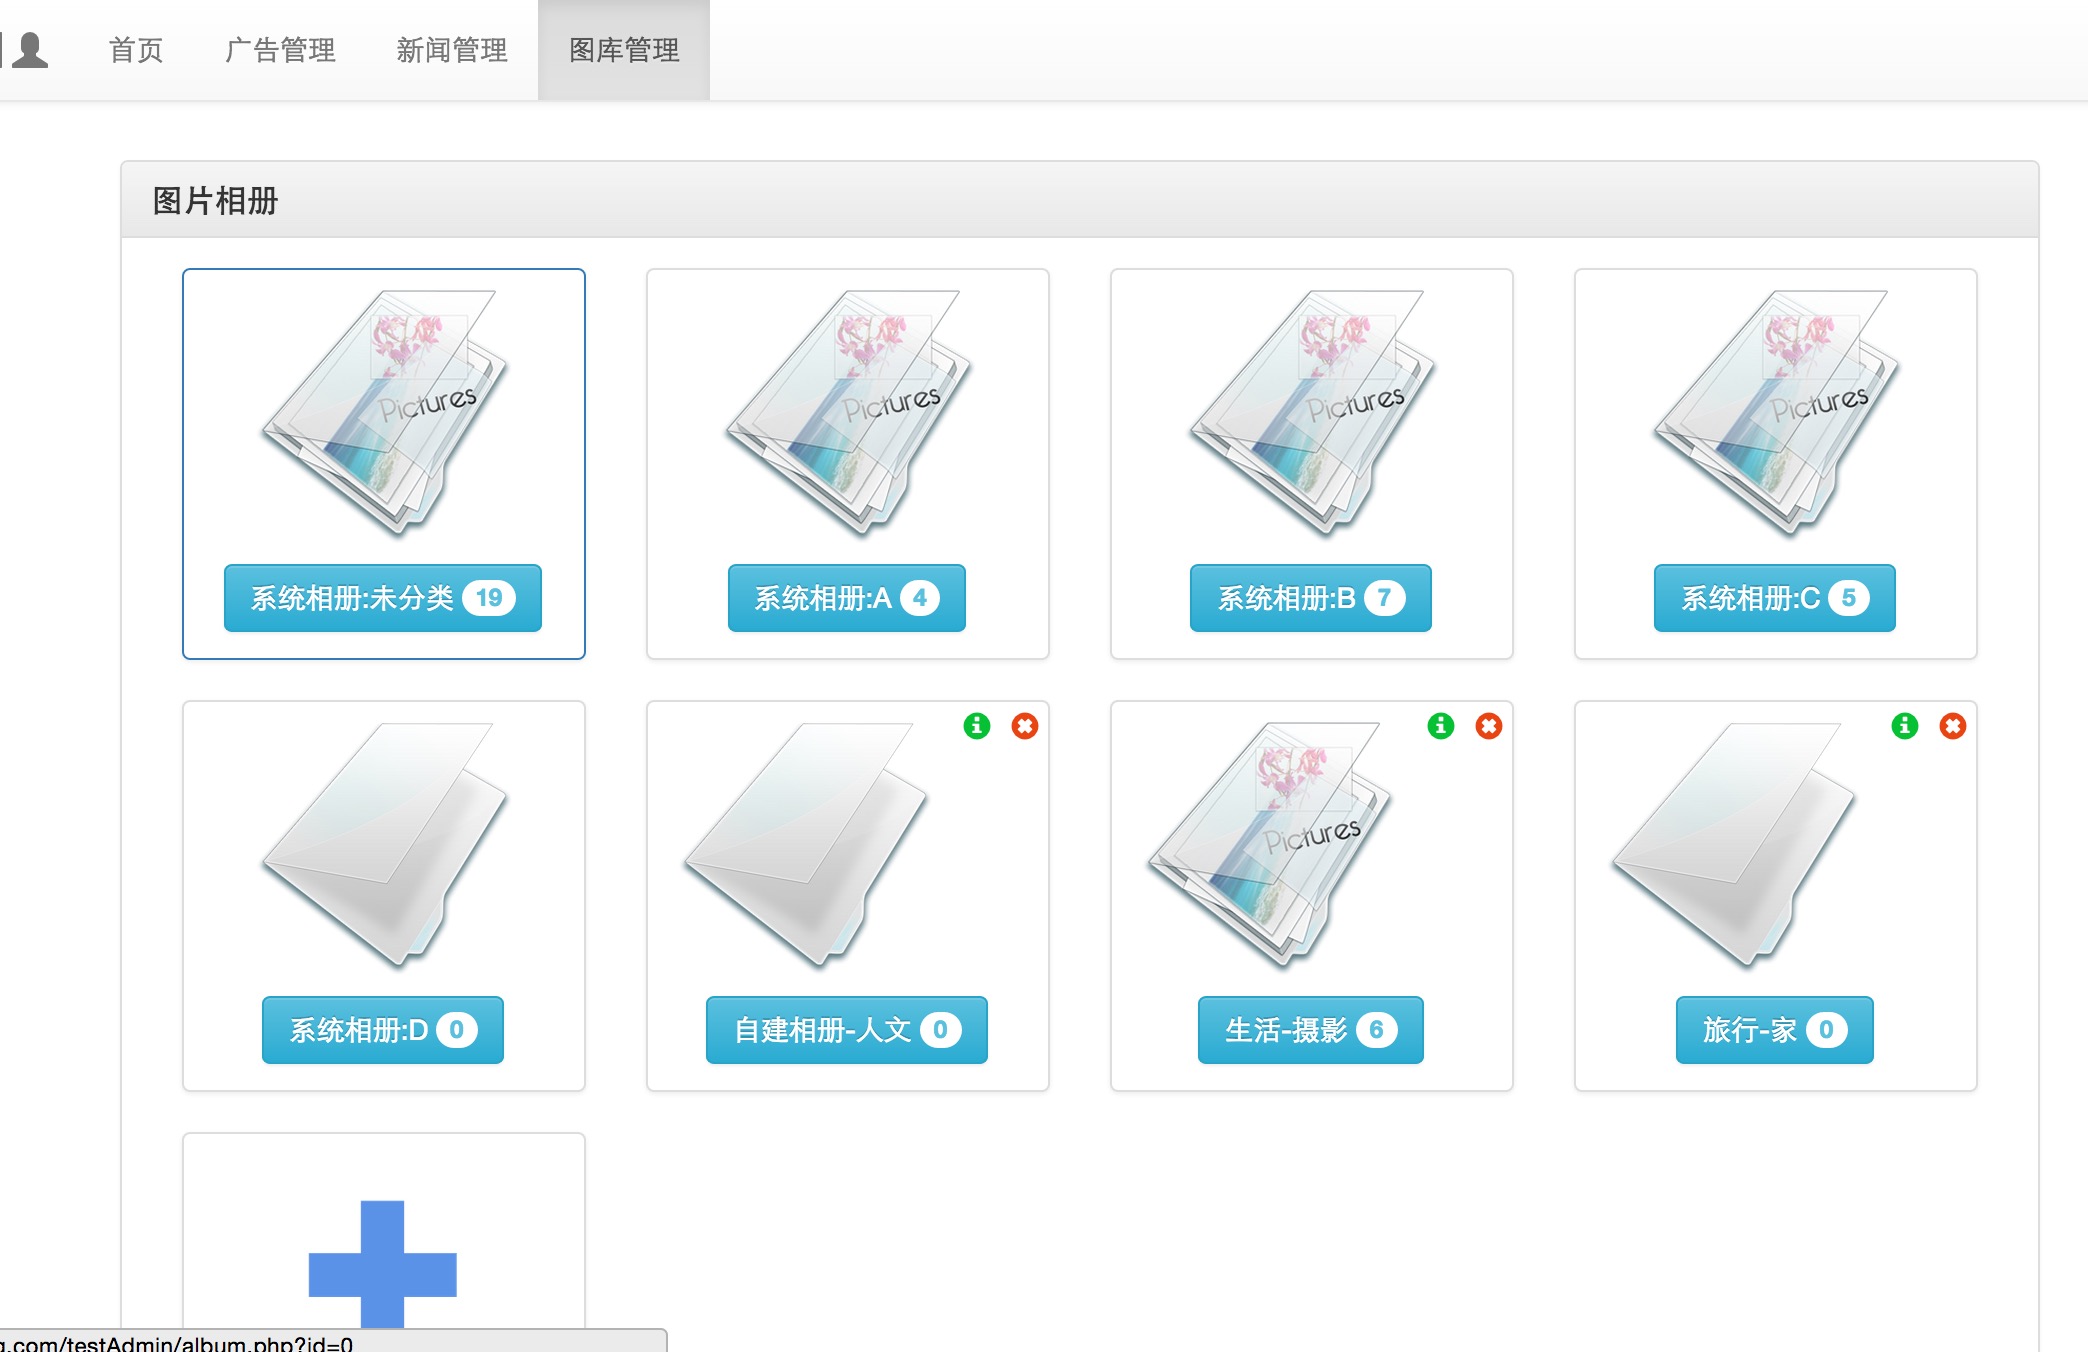 首页 广告管理 新闻管理 图库管理
图片相册
Pictures Pictures Pictures Pictures
系统相册:未分类 19 系统相册:A 4 系统相册:B 7 系统相册:C 5
Pictures
系统相册:D 0 自建相册-人文 0 生活-摄影 6 旅行-家 0
g.com/testAdmin/album.php?id=0